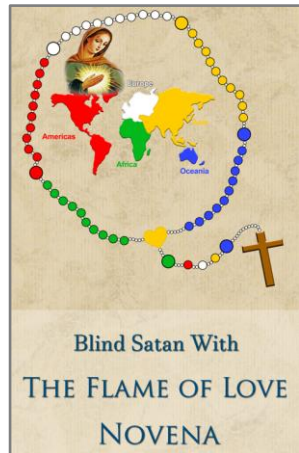 Europe
Asia
Americas
Africa
Oceania
Blind Satan With
THE FLAME OF LOVE
NOVENA